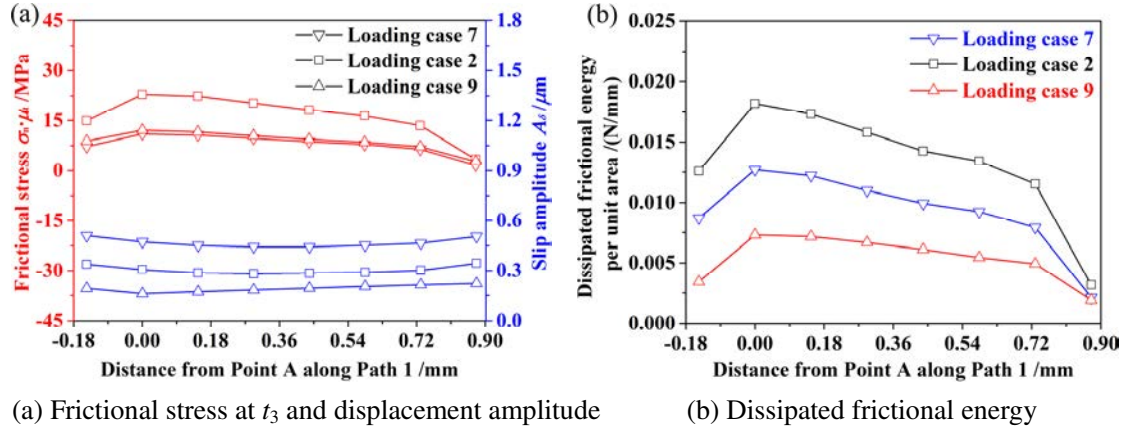 (a)
45
30
15
0
-15
-30
-45
Frictional stress σn·μ /MPa
1.8
1.5
1.2
0.9
0.6
0.3
0.0
Slip amplitude Aδ/μm
Loading case 7
Loading case 2
Loading case 9
-0.18 0.00 0.18 0.36 0.54 0.72 0.90
Distance from Point A along Path 1 /mm
(b)
0.025
0.020
0.015
0.010
0.005
0.000
Dissipated frictional energy
per unit area /(N/mm)
Loading case 7
Loading case 2
Loading case 9
-0.18 0.00 0.18 0.36 0.54 0.72 0.90
Distance from Point A along Path 1 /mm
(a) Frictional stress at t3 and displacement amplitude
(b) Dissipated frictional energy